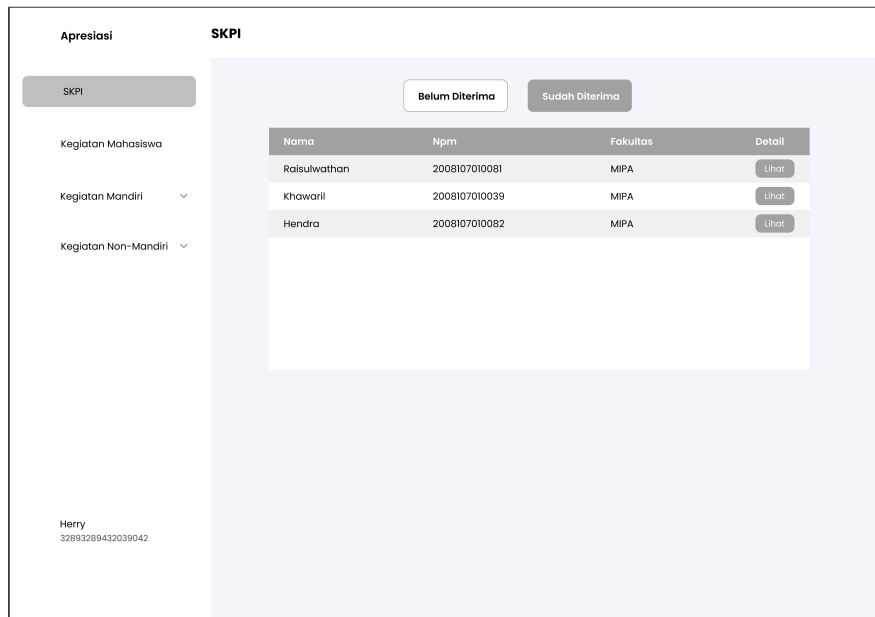 Apresiasi
SKPI
SKPI
Kegiatan Mahasiswa
Kegiatan Mandiri
Kegiatan Non-Mandiri
Herry
32893289432039042
Belum Diterima Sudah Diterima
Nama Npm Fakultas Detail
Raisulwathan 2008107010081 MIPA Lihat
Khawaril 2008107010039 MIPA Lihat
Hendra 2008107010082 MIPA Lihat